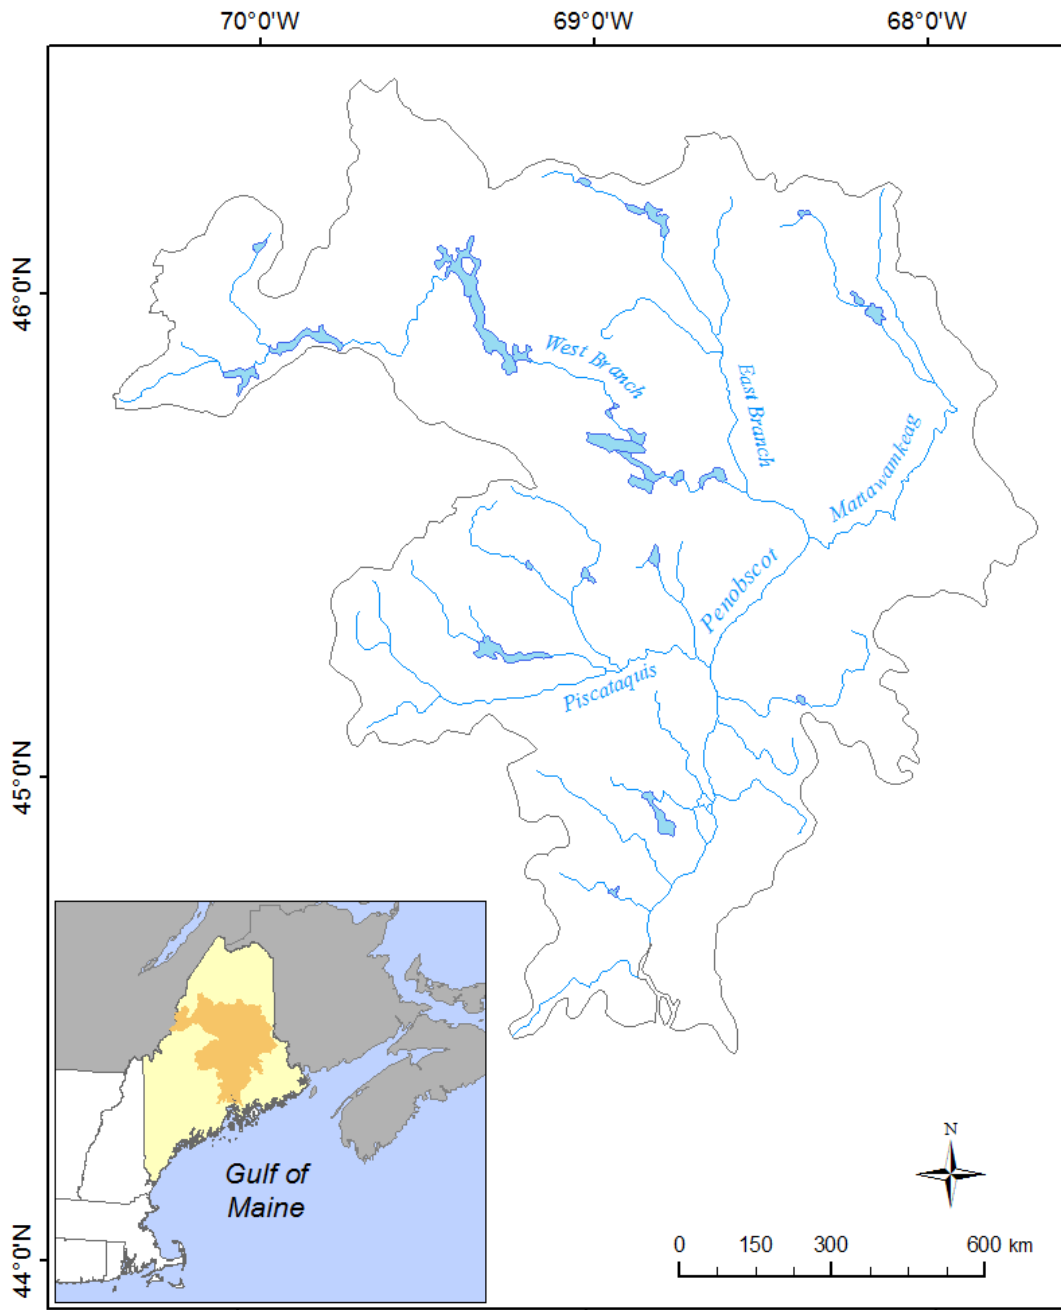 70°0'W 69°0'W 68°0'W
46°0'N
West Branch
East Branch
Mattawamkeag
Penobscot
Piscataquis
45°0'N
Gulf of
Maine
N
44°0'N
0 150 300 600 km